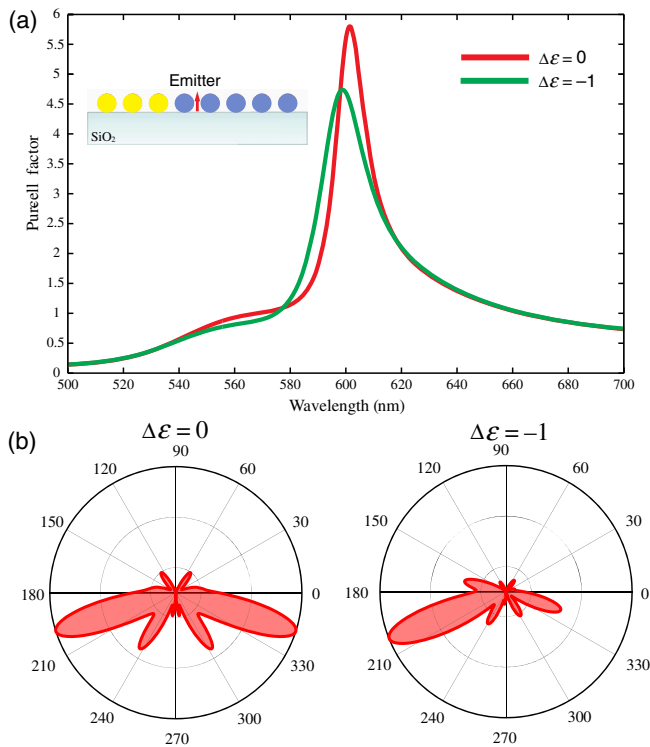 (a)
Δε = 0
Δε = −1
Emitter
SiO₂
Purcell factor
6
5.5
5
4.5
4
3.5
3
2.5
2
1.5
1
0.5
0
500 520 540 560 580 600 620 640 660 680 700
Wavelength (nm)
(b)
Δε = 0
90
120 60
150 30
180 0
210 330
240 300
270
Δε = −1
90
120 60
150 30
180 0
210 330
240 300
270